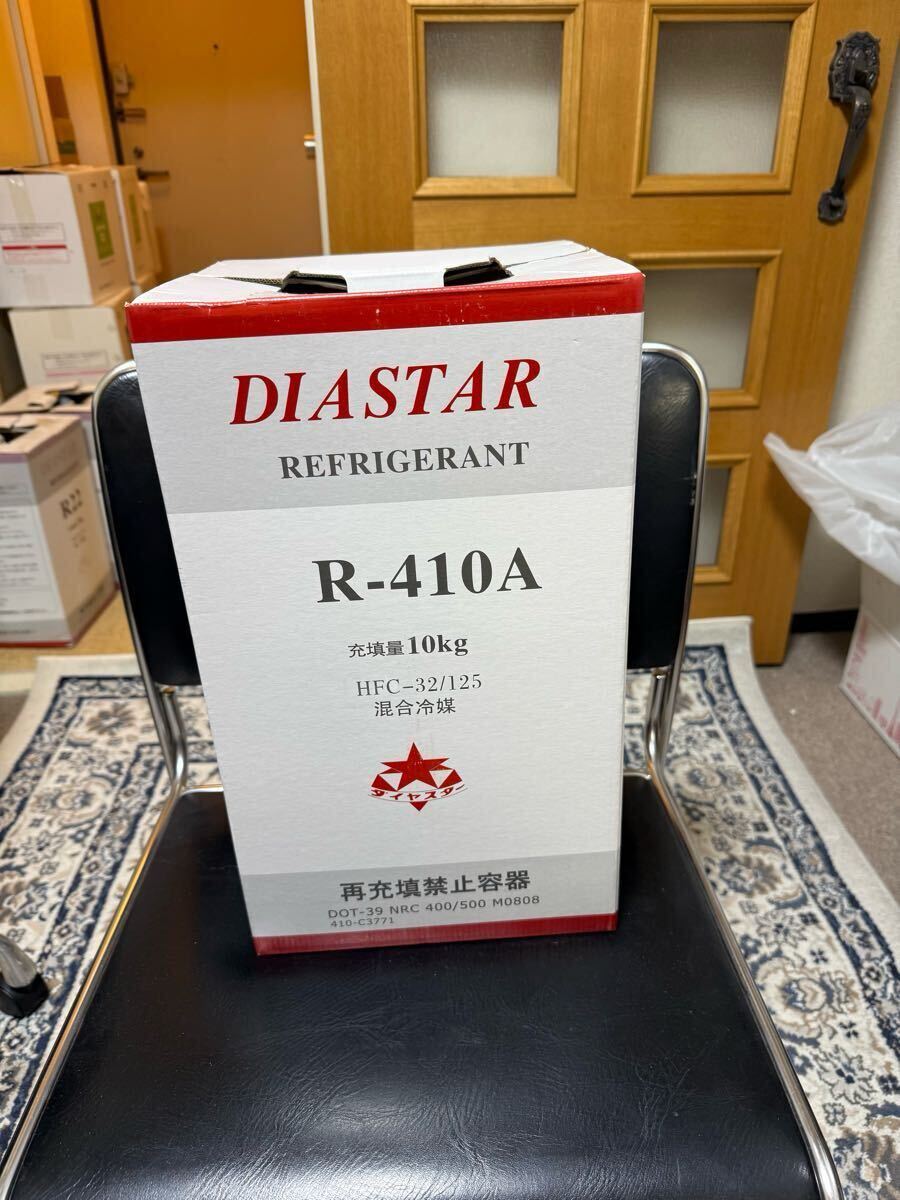 DIASTAR
REFRIGERANT
R-410A
充填量10kg
HFC-32/125
混合冷媒
ダイヤスター
再充填禁止容器
DOT-39 NRC 400/500 M0808
410-C3771
R22